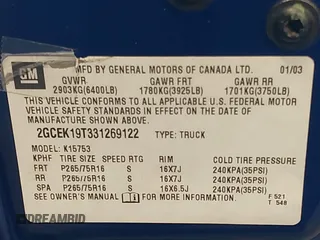 GM
MFD BY GENERAL MOTORS OF CANADA LTD. 01/03
GVWR GAWR FRT GAWR RR
2903KG(6400LB) 1780KG(3925LB) 1701KG(3750LB)
THIS VEHICLE CONFORMS TO ALL APPLICABLE U.S. FEDERAL MOTOR
VEHICLE SAFETY STANDARDS IN EFFECT ON THE DATE OF
MANUFACTURE SHOWN ABOVE.
2GCEK19T331269122 TYPE: TRUCK
MODEL: K15753
KPHF TIRE SIZE SPEED RTG RIM COLD TIRE PRESSURE
FRT P265/75R16 S 16X7J 240KPA(35PSI)
RR P265/75R16 S 16X7J 240KPA(35PSI)
SPA P265/75R16 S 16X6.5J 240KPA(35PSI)
SEE OWNER'S MANUAL FOR MORE INFORMATION. F 521
T 548
DREAMBID